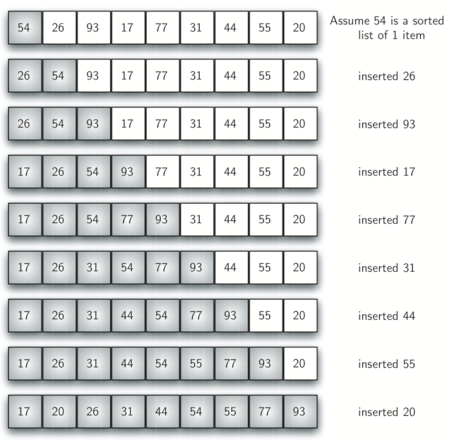 54 26 93 17 77 31 44 55 20 Assume 54 is a sorted
list of 1 item
26 54 93 17 77 31 44 55 20 inserted 26
26 54 93 17 77 31 44 55 20 inserted 93
17 26 54 93 77 31 44 55 20 inserted 17
17 26 54 77 93 31 44 55 20 inserted 77
17 26 31 54 77 93 44 55 20 inserted 31
17 26 31 44 54 77 93 55 20 inserted 44
17 26 31 44 54 55 77 93 20 inserted 55
17 20 26 31 44 54 55 77 93 inserted 20